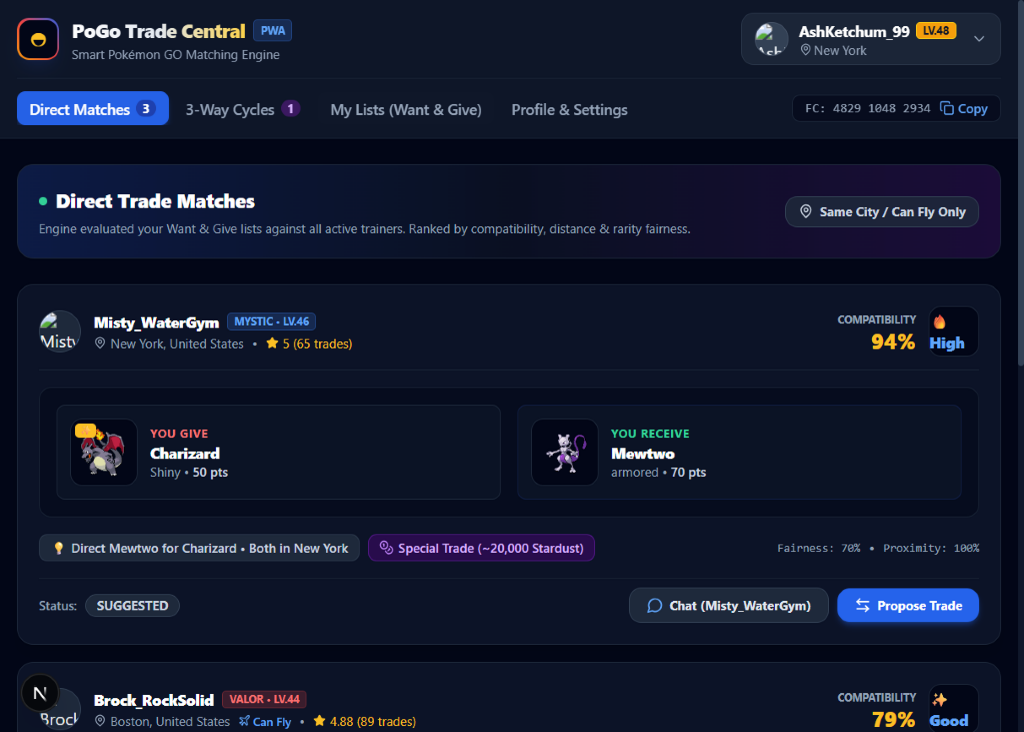 PoGo Trade Central PWA
Smart Pokémon GO Matching Engine
AshKetchum_99 LV.48
New York
Direct Matches 3
3-Way Cycles 1
My Lists (Want & Give)
Profile & Settings
FC: 4829 1048 2934 Copy
Direct Trade Matches
Engine evaluated your Want & Give lists against all active trainers. Ranked by compatibility, distance & rarity fairness.
Same City / Can Fly Only
Misty_WaterGym MYSTIC • LV.46
New York, United States • 5 (65 trades)
COMPATIBILITY
94%
High
YOU GIVE
Charizard
Shiny • 50 pts
YOU RECEIVE
Mewtwo
armored • 70 pts
Direct Mewtwo for Charizard • Both in New York
Special Trade (~20,000 Stardust)
Fairness: 70% • Proximity: 100%
Status: SUGGESTED
Chat (Misty_WaterGym)
Propose Trade
N
Brock
Brock_RockSolid VALOR • LV.44
Boston, United States Can Fly • 4.88 (89 trades)
COMPATIBILITY
79%
Good